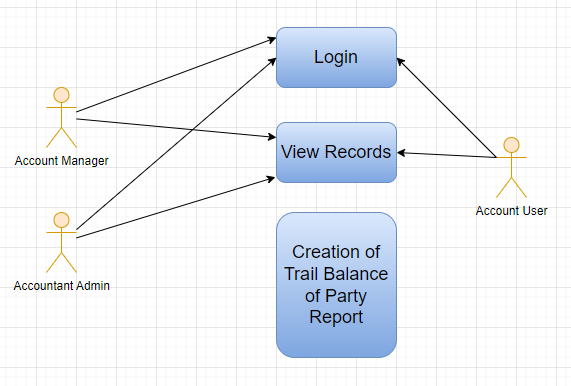 Login
Account Manager
View Records
Account User
Accountant Admin
Creation of
Trail Balance
of Party
Report